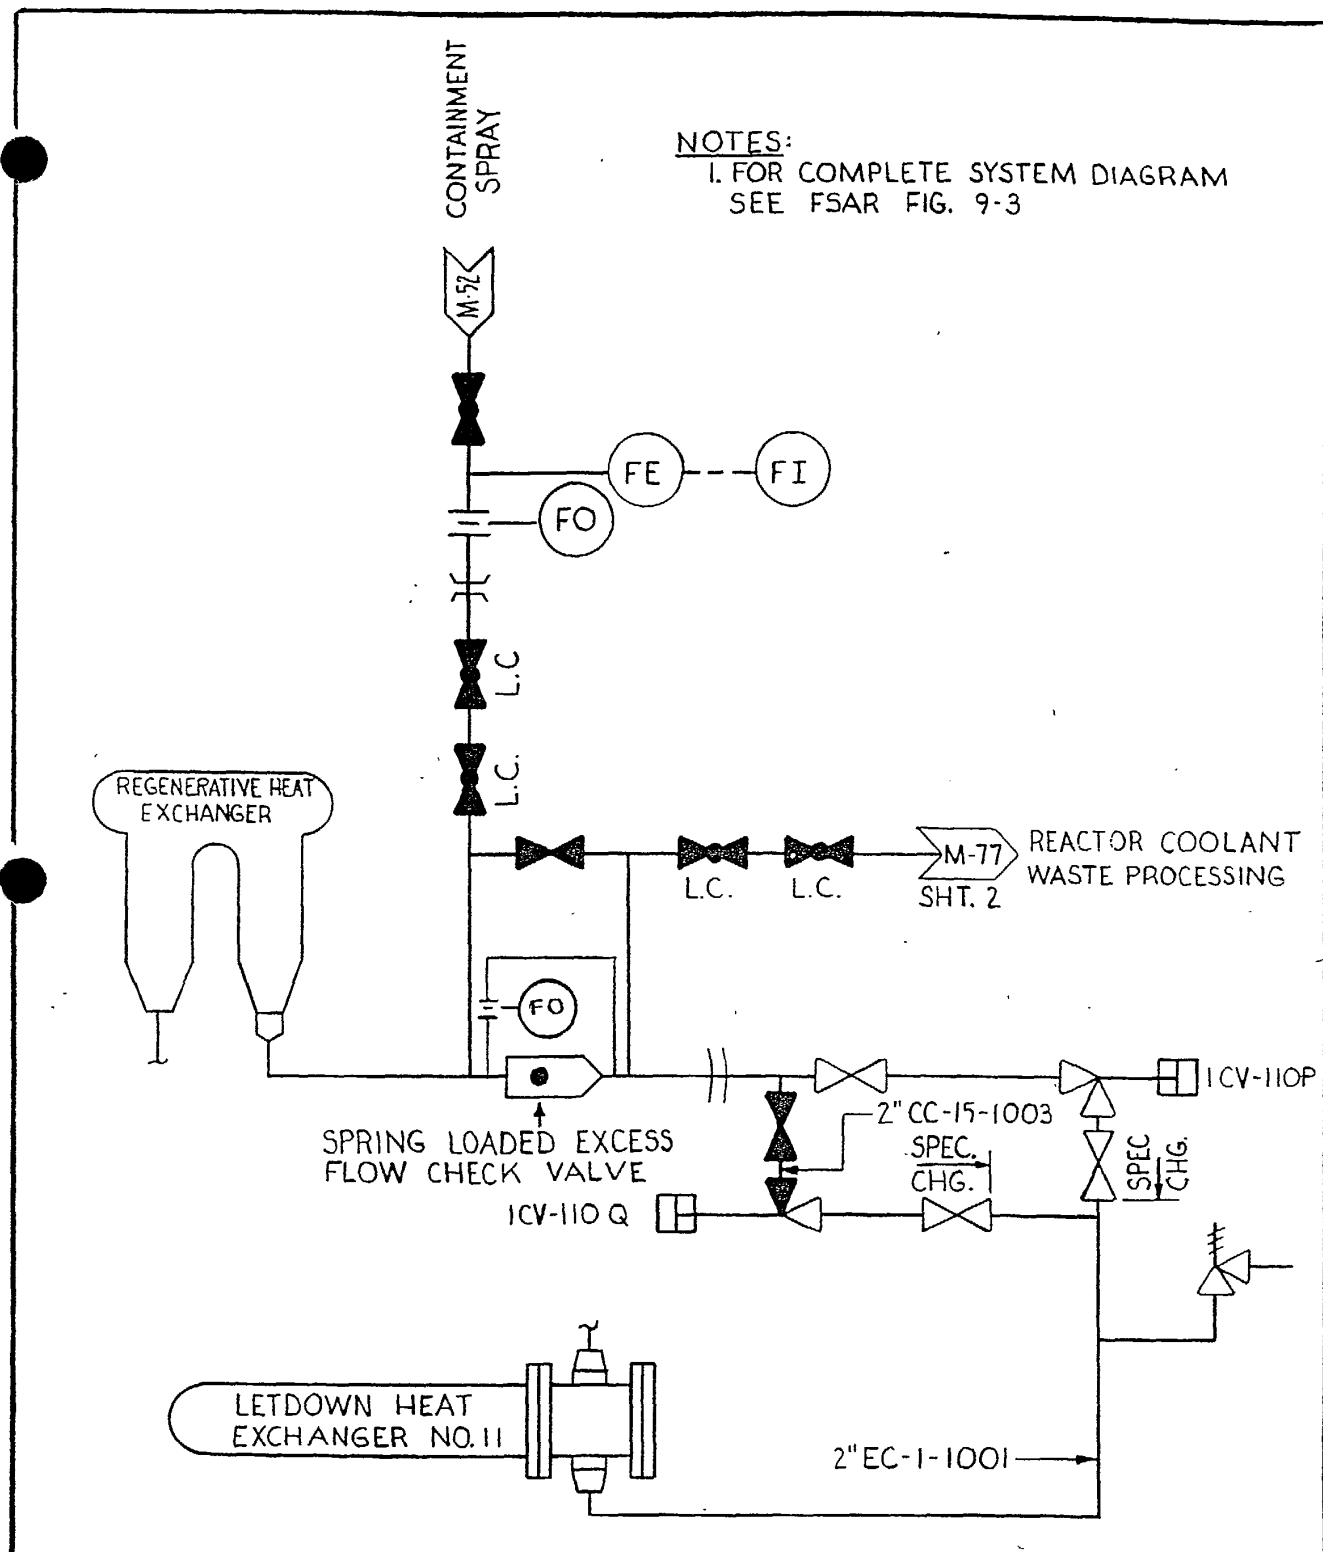 CONTAINMENT
SPRAY
NOTES:
1. FOR COMPLETE SYSTEM DIAGRAM
SEE FSAR FIG. 9-3
M-52
FE
FI
FO
L.C
L.C.
REGENERATIVE HEAT
EXCHANGER
L.C.
L.C.
M-77
SHT. 2
REACTOR COOLANT
WASTE PROCESSING
FO
SPRING LOADED EXCESS
FLOW CHECK VALVE
1CV-110P
2" CC-15-1003
SPEC.
CHG.
SPEC
CHG.
1CV-110Q
LETDOWN HEAT
EXCHANGER NO. 11
2" EC-1-1001